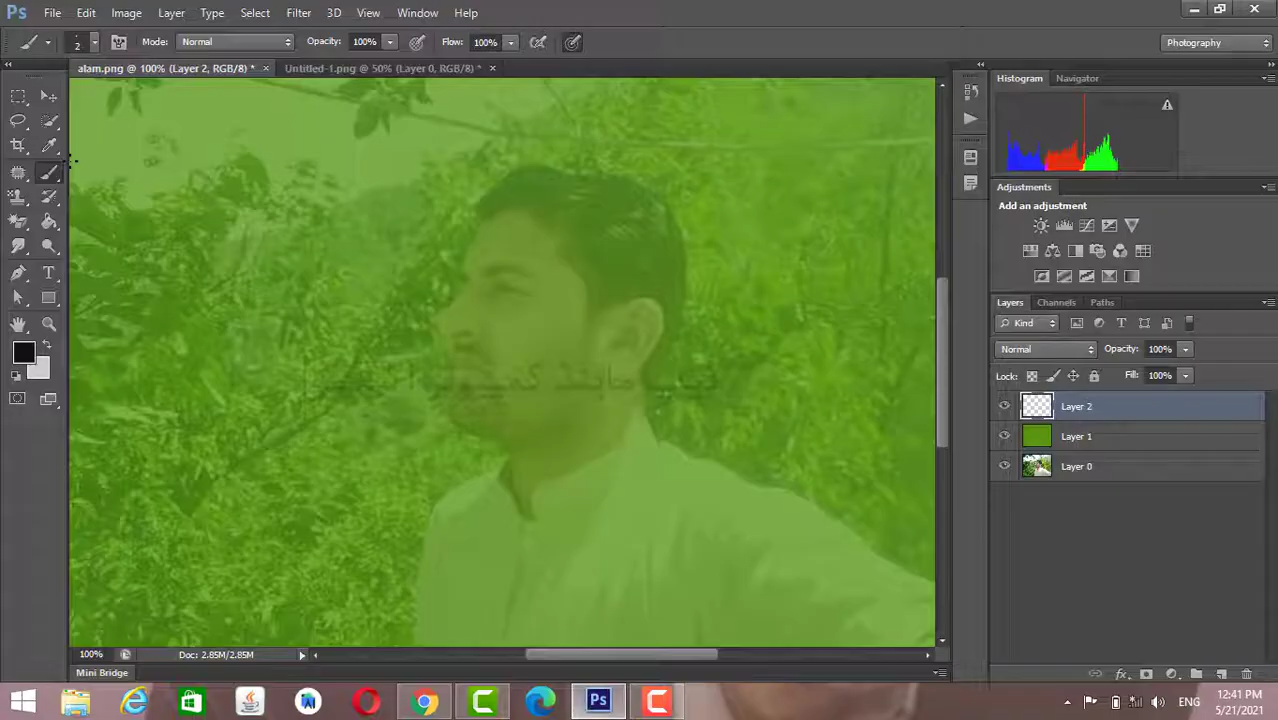 Ps File Edit Image Layer Type Select Filter 3D View Window Help
2 Mode: Normal Opacity: 100% Flow: 100% Photography
alam.png @ 100% (Layer 2, RGB/8) * × Untitled-1.png @ 50% (Layer 0, RGB/8) * ×
Histogram Navigator
Adjustments
Add an adjustment
Layers Channels Paths
Kind
Normal Opacity: 100%
Lock: Fill: 100%
Layer 2
Layer 1
Layer 0
100% Doc: 2.85M/2.85M
Mini Bridge
Ps ENG 12:41 PM
5/21/2021